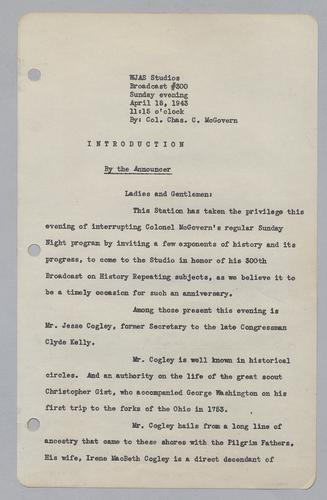 WJAS Studios
Broadcast #300
Sunday evening
April 18, 1943
11:15 o'clock
By: Col. Chas. C. McGovern
I N T R O D U C T I O N
By the Announcer
Ladies and Gentlemen:
This Station has taken the privilege this
evening of interrupting Colonel McGovern's regular Sunday
Night program by inviting a few exponents of history and its
progress, to come to the Studio in honor of his 300th
Broadcast on History Repeating subjects, as we believe it to
be a timely occasion for such an anniversary.
Among those present this evening is
Mr. Jesse Cogley, former Secretary to the late Congressman
Clyde Kelly.
Mr. Cogley is well known in historical
circles. And an authority on the life of the great scout
Christopher Gist, who accompanied George Washington on
his first trip to the forks of the Ohio in 1753.
Mr. Cogley hails from a long line of
ancestry that came to these shores with the Pilgrim Fathers.
His wife, Irene MacBeth Cogley is a direct decendant of